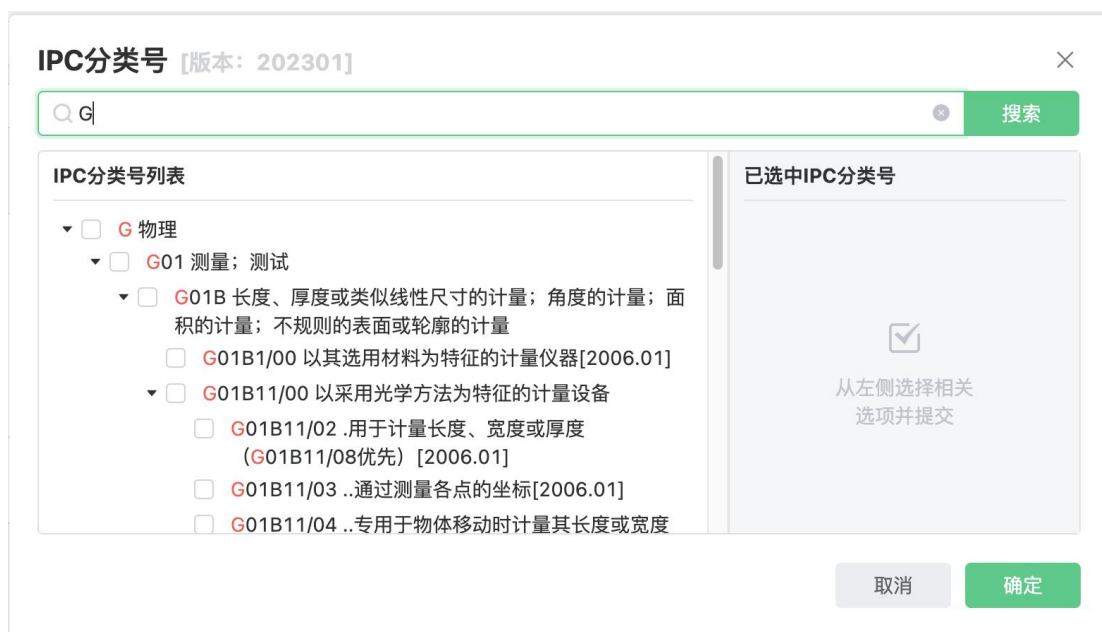 IPC分类号 [版本：202301]
G
搜索
IPC分类号列表
G 物理
G01 测量；测试
G01B 长度、厚度或类似线性尺寸的计量；角度的计量；面
积的计量；不规则的表面或轮廓的计量
G01B1/00 以其选用材料为特征的计量仪器[2006.01]
G01B11/00 以采用光学方法为特征的计量设备
G01B11/02 .用于计量长度、宽度或厚度
（G01B11/08优先）[2006.01]
G01B11/03 ..通过测量各点的坐标[2006.01]
G01B11/04 ..专用于物体移动时计量其长度或宽度
已选中IPC分类号
从左侧选择相关
选项并提交
取消
确定